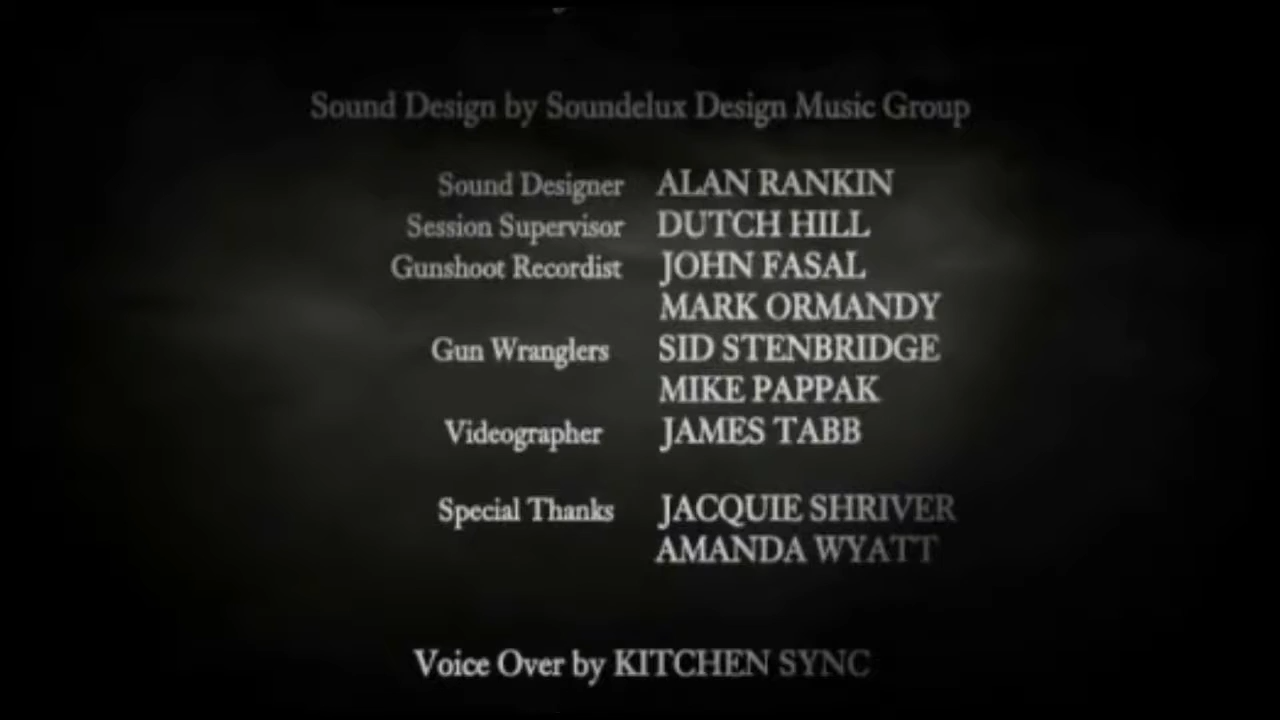 Sound Design by Soundelux Design Music Group
Sound Designer ALAN RANKIN
Session Supervisor DUTCH HILL
Gunshoot Recordist JOHN FASAL
MARK ORMANDY
Gun Wranglers SID STENBRIDGE
MIKE PAPPAK
Videographer JAMES TABB
Special Thanks JACQUIE SHRIVER
AMANDA WYATT
Voice Over by KITCHEN SYNC